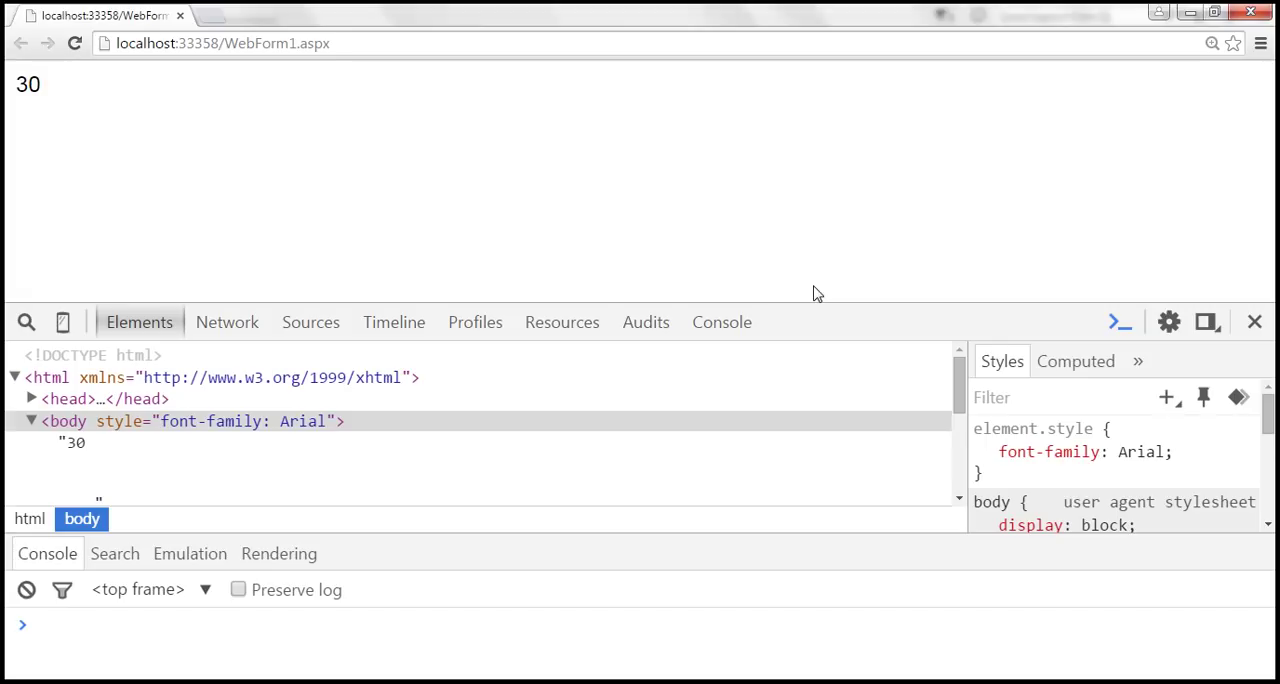 localhost:33358/WebForm
localhost:33358/WebForm1.aspx
30
Elements Network Sources Timeline Profiles Resources Audits Console
<!DOCTYPE html>
<html xmlns="http://www.w3.org/1999/xhtml">
<head>…</head>
<body style="font-family: Arial">
"30
"
html body
Styles Computed »
Filter
element.style {
font-family: Arial;
}
body { user agent stylesheet
display: block;
Console Search Emulation Rendering
<top frame> ▼ Preserve log
>